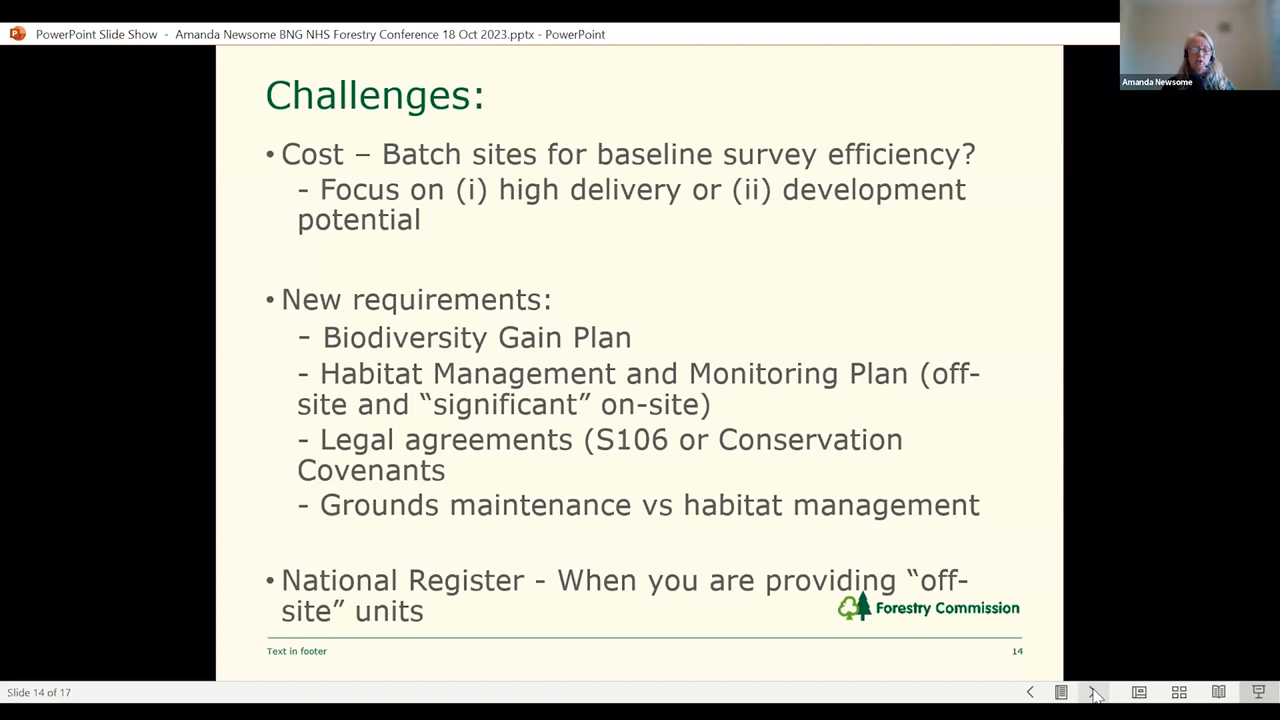 PowerPoint Slide Show - Amanda Newsome BNG NHS Forestry Conference 18 Oct 2023.pptx - PowerPoint
Amanda Newsome
Challenges:
• Cost – Batch sites for baseline survey efficiency?
- Focus on (i) high delivery or (ii) development
potential
• New requirements:
- Biodiversity Gain Plan
- Habitat Management and Monitoring Plan (off-
site and “significant” on-site)
- Legal agreements (S106 or Conservation
Covenants
- Grounds maintenance vs habitat management
• National Register - When you are providing “off-
site” units
Forestry Commission
Text in footer
14
Slide 14 of 17